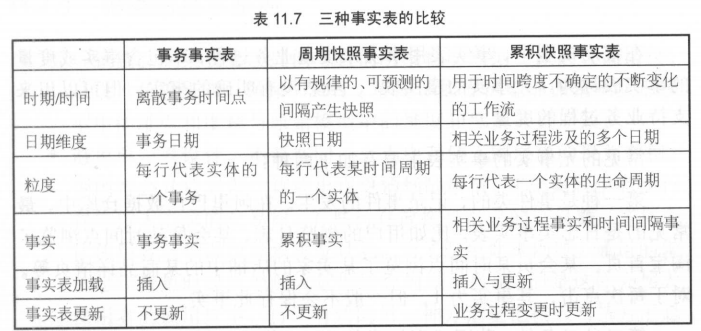 表 11.7 三种事实表的比较
事务事实表 周期快照事实表 累积快照事实表
时期/时间 离散事务时间点 以有规律的、可预测的 用于时间跨度不确定的不断变化
间隔产生快照 的工作流
日期维度 事务日期 快照日期 相关业务过程涉及的多个日期
粒度 每行代表实体的 每行代表某时间周期 每行代表一个实体的生命周期
一个事务 的一个实体
事实 事务事实 累积事实 相关业务过程事实和时间间隔事
实
事实表加载 插入 插入 插入与更新
事实表更新 不更新 不更新 业务过程变更时更新